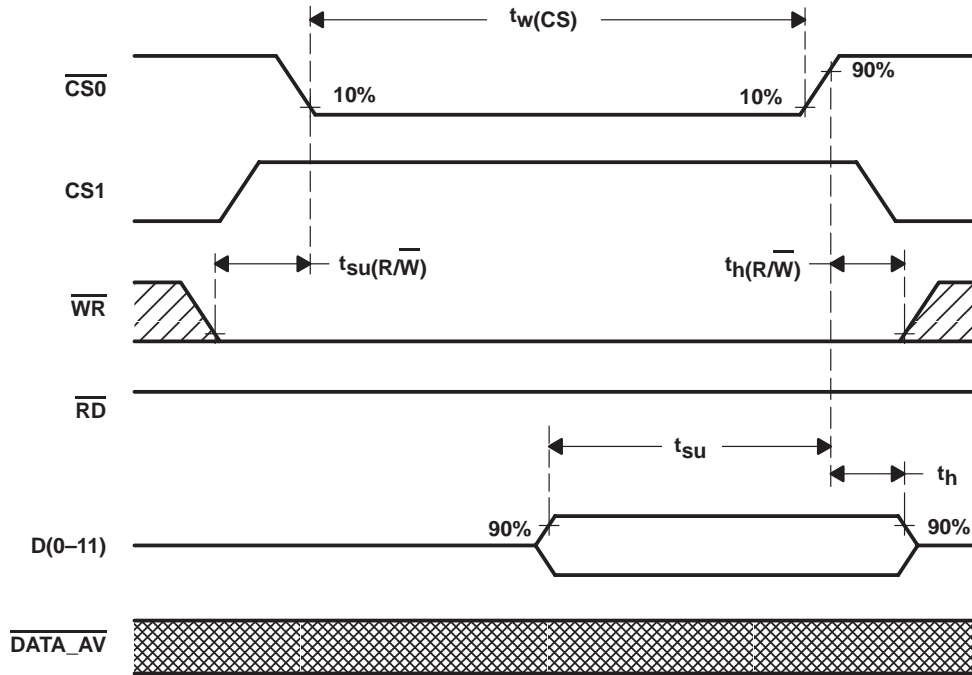 tw(CS)
CS0
10%
10%
90%
CS1
tsu(R/W)
th(R/W)
WR
RD
tsu
th
D(0–11)
90%
90%
DATA_AV